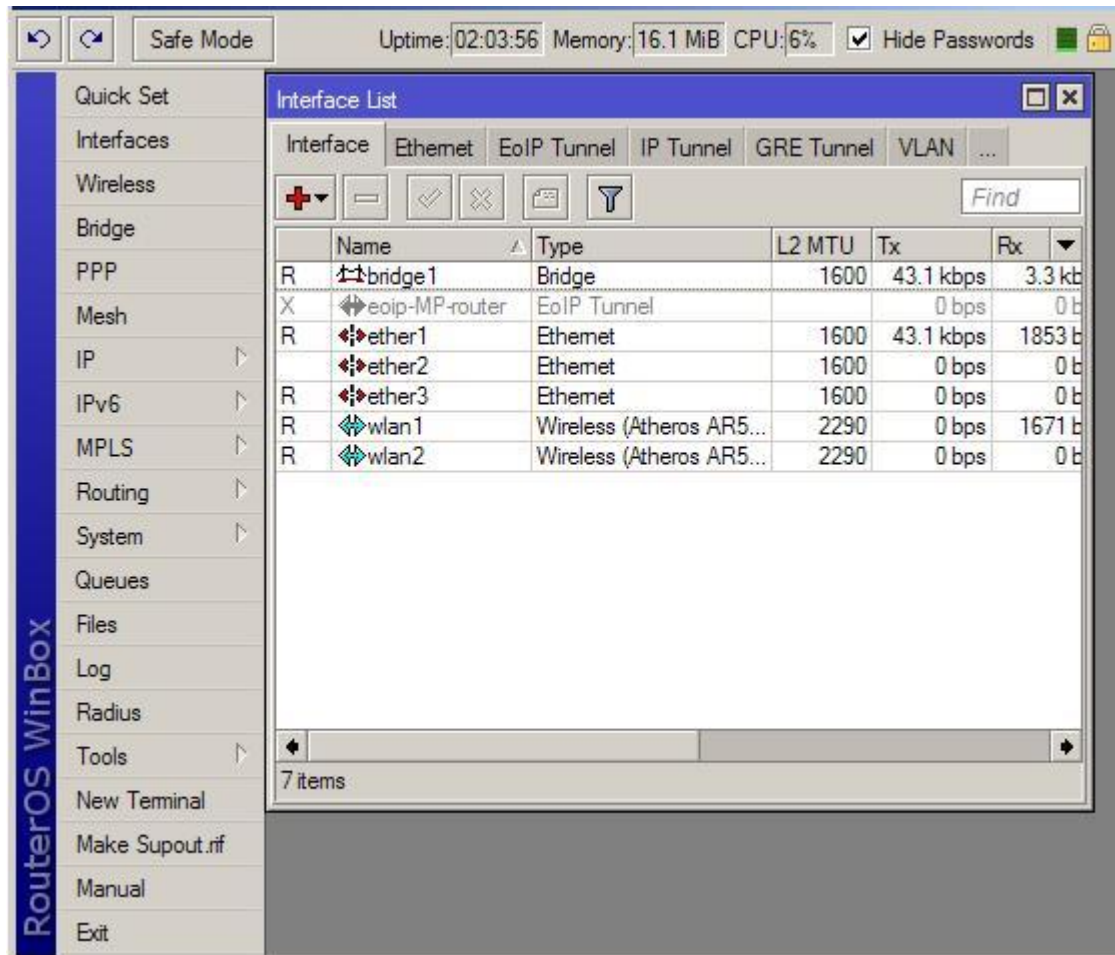 Safe Mode Uptime: 02:03:56 Memory: 16.1 MiB CPU: 6% Hide Passwords
RouterOS WinBox
Quick Set
Interfaces
Wireless
Bridge
PPP
Mesh
IP
IPv6
MPLS
Routing
System
Queues
Files
Log
Radius
Tools
New Terminal
Make Supout.rif
Manual
Exit
Interface List
Interface Ethernet EoIP Tunnel IP Tunnel GRE Tunnel VLAN ...
Find
Name Type L2 MTU Tx Rx
R bridge1 Bridge 1600 43.1 kbps 3.3 kb
X eoip-MP-router EoIP Tunnel 0 bps 0 b
R ether1 Ethernet 1600 43.1 kbps 1853 b
ether2 Ethernet 1600 0 bps 0 b
R ether3 Ethernet 1600 0 bps 0 b
R wlan1 Wireless (Atheros AR5... 2290 0 bps 1671 b
R wlan2 Wireless (Atheros AR5... 2290 0 bps 0 b
7 items